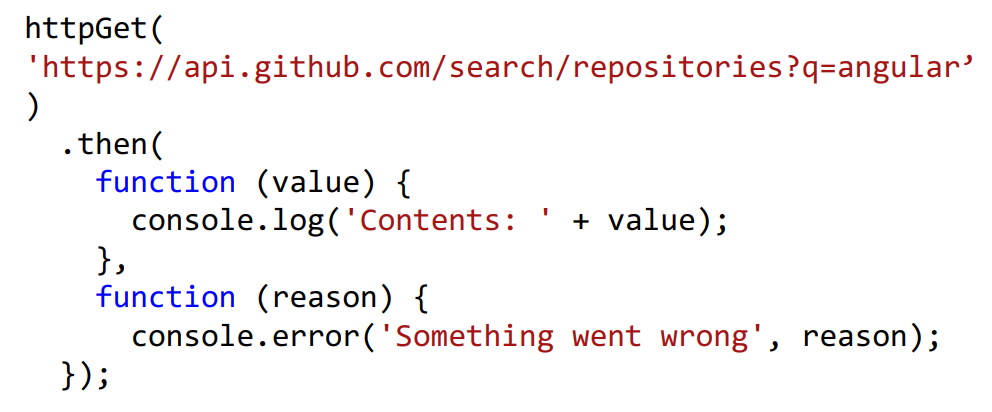 httpGet(
'https://api.github.com/search/repositories?q=angular’
)
  .then(
    function (value) {
      console.log('Contents: ' + value);
    },
    function (reason) {
      console.error('Something went wrong', reason);
  });